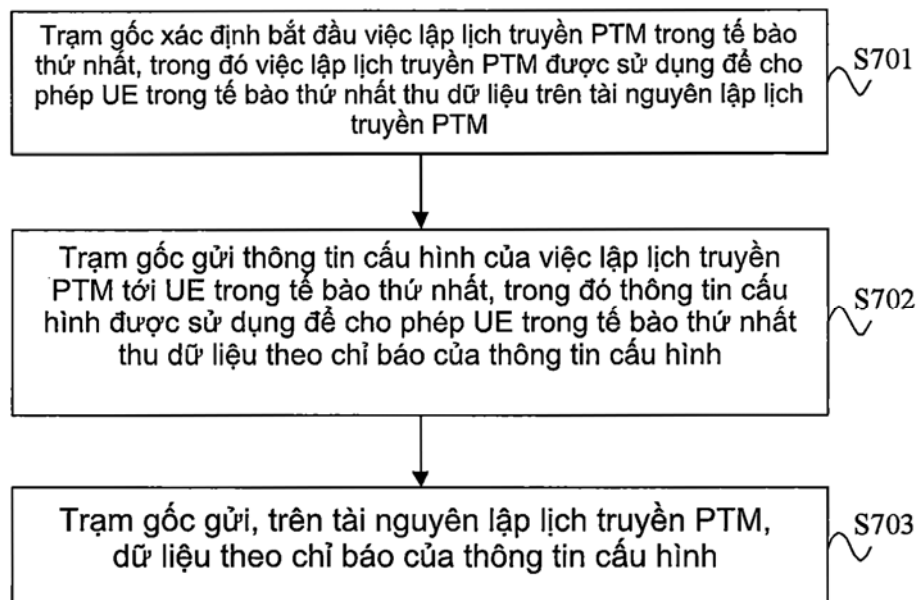 Trạm gốc xác định bắt đầu việc lập lịch truyền PTM trong tế bào
thứ nhất, trong đó việc lập lịch truyền PTM được sử dụng để cho
phép UE trong tế bào thứ nhất thu dữ liệu trên tài nguyên lập lịch
truyền PTM
S701
Trạm gốc gửi thông tin cấu hình của việc lập lịch truyền
PTM tới UE trong tế bào thứ nhất, trong đó thông tin cấu
hình được sử dụng để cho phép UE trong tế bào thứ nhất
thu dữ liệu theo chỉ báo của thông tin cấu hình
S702
Trạm gốc gửi, trên tài nguyên lập lịch truyền PTM,
dữ liệu theo chỉ báo của thông tin cấu hình
S703